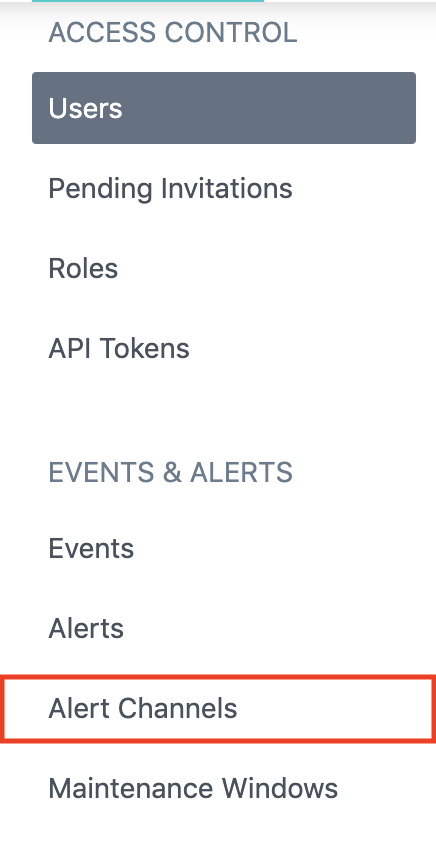 ACCESS CONTROL
Users
Pending Invitations
Roles
API Tokens
EVENTS & ALERTS
Events
Alerts
Alert Channels
Maintenance Windows